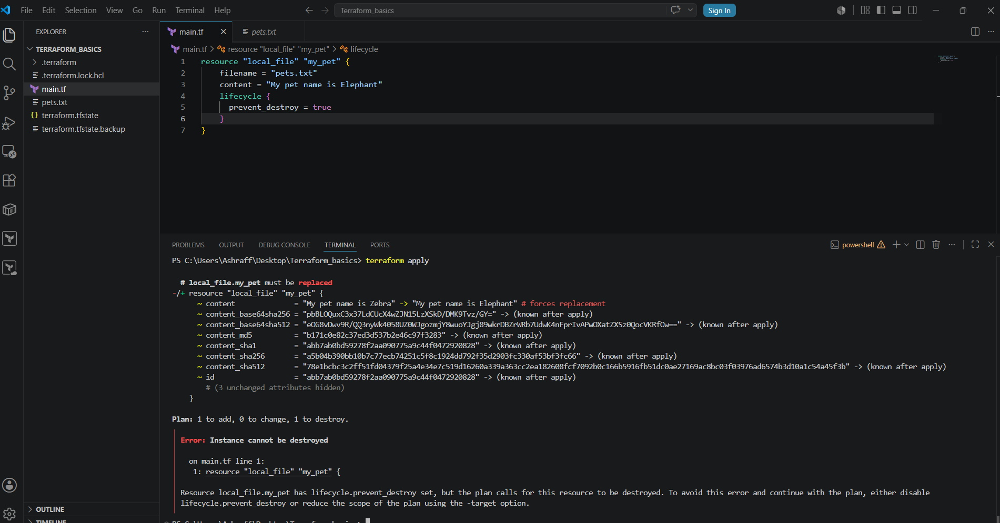 File Edit Selection View Go Run Terminal Help
Terraform_basics
Sign In
EXPLORER
TERRAFORM_BASICS
.terraform
.terraform.lock.hcl
main.tf
pets.txt
terraform.tfstate
terraform.tfstate.backup
OUTLINE
TIMELINE
main.tf
pets.txt
main.tf > resource "local_file" "my_pet" > lifecycle
1 resource "local_file" "my_pet" {
2 filename = "pets.txt"
3 content = "My pet name is Elephant"
4 lifecycle {
5 prevent_destroy = true
6 }
7 }
PROBLEMS OUTPUT DEBUG CONSOLE TERMINAL PORTS
powershell
PS C:\Users\Ashraff\Desktop\Terraform_basics> terraform apply
# local_file.my_pet must be replaced
-/+ resource "local_file" "my_pet" {
~ content = "My pet name is Zebra" -> "My pet name is Elephant" # forces replacement
~ content_base64sha256 = "pbBLOQuxC3x37LdCUcX4wZJN15LzXSkD/DMK9Tvz/GY=" -> (known after apply)
~ content_base64sha512 = "eOG8vDwv9R/QQ3nyWk4058UZ0WJgozmjY8wuoYJgj89wkrDBZrWRb7UdwK4nFprIvAPwOXatZXSz0QocVKRfOw==" -> (known after apply)
~ content_md5 = "b171c0e82c37ed3d537b2e46c97f3283" -> (known after apply)
~ content_sha1 = "abb7ab0bd59278f2aa090775a9c44f0472920828" -> (known after apply)
~ content_sha256 = "a5b04b390bb10b7c77ecb74251c5f8c1924dd792f35d2903fc330af53bf3fc66" -> (known after apply)
~ content_sha512 = "78e1bcbc3c2ff51fd04379f25a4e34e7c519d16260a339a363cc2ea182608fcf7092b0c166b5916fb51dc0ae27169ac8bc03f03976ad6574b3d10a1c54a45f3b" -> (known after apply)
~ id = "abb7ab0bd59278f2aa090775a9c44f0472920828" -> (known after apply)
# (3 unchanged attributes hidden)
}
Plan: 1 to add, 0 to change, 1 to destroy.
Error: Instance cannot be destroyed
on main.tf line 1:
1: resource "local_file" "my_pet" {
Resource local_file.my_pet has lifecycle.prevent_destroy set, but the plan calls for this resource to be destroyed. To avoid this error and continue with the plan, either disable
lifecycle.prevent_destroy or reduce the scope of the plan using the -target option.
PS C:\Users\Ashraff\Desktop\Terraform_basics>